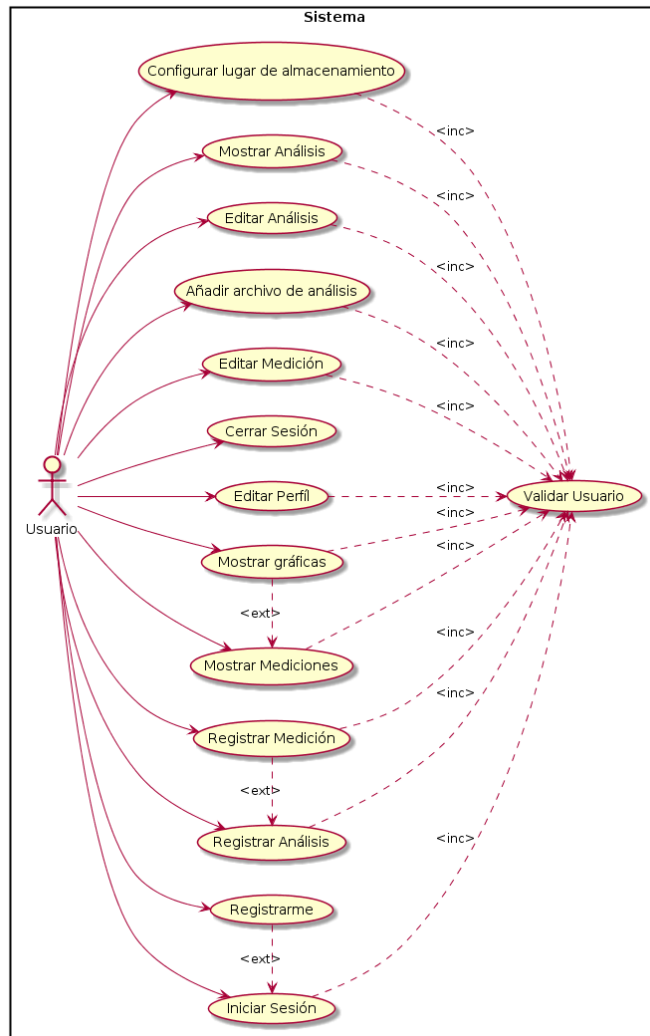 Sistema
Configurar lugar de almacenamiento
<inc>
Mostrar Análisis
<inc>
Editar Análisis
<inc>
Añadir archivo de análisis
<inc>
Editar Medición
<inc>
Cerrar Sesión
Usuario
Editar Perfíl
<inc>
Validar Usuario
<inc>
Mostrar gráficas
<inc>
<ext>
Mostrar Mediciones
<inc>
Registrar Medición
<inc>
<ext>
Registrar Análisis
<inc>
Registrarme
<ext>
Iniciar Sesión